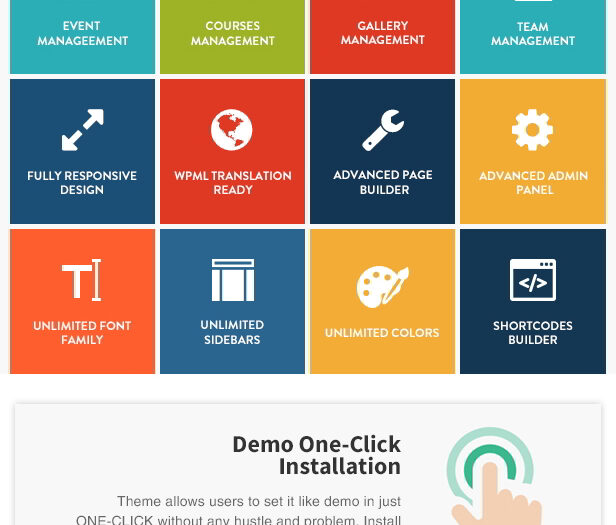 EVENT
MANAGEEMENT
COURSES
MANAGEMENT
GALLERY
MANAGEMENT
TEAM
MANAGEMENT
FULLY RESPONSIVE
DESIGN
WPML TRANSLATION
READY
ADVANCED PAGE
BUILDER
ADVANCED ADMIN
PANEL
UNLIMITED FONT
FAMILY
UNLIMITED
SIDEBARS
UNLIMITED COLORS
SHORTCODES
BUILDER
Demo One-Click
Installation
Theme allows users to set it like demo in just
ONE-CLICK without any hustle and problem. Install